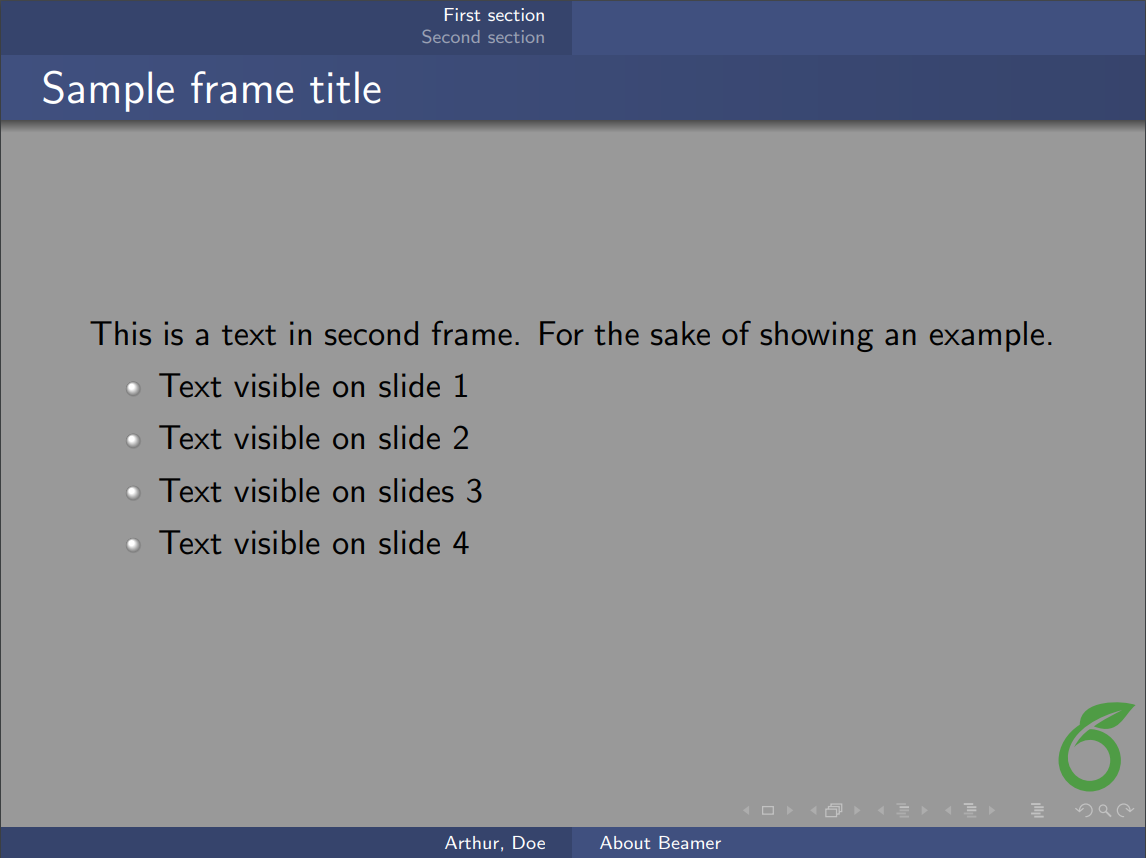 First section
Second section
Sample frame title
This is a text in second frame. For the sake of showing an example.
Text visible on slide 1
Text visible on slide 2
Text visible on slides 3
Text visible on slide 4
Arthur, Doe
About Beamer